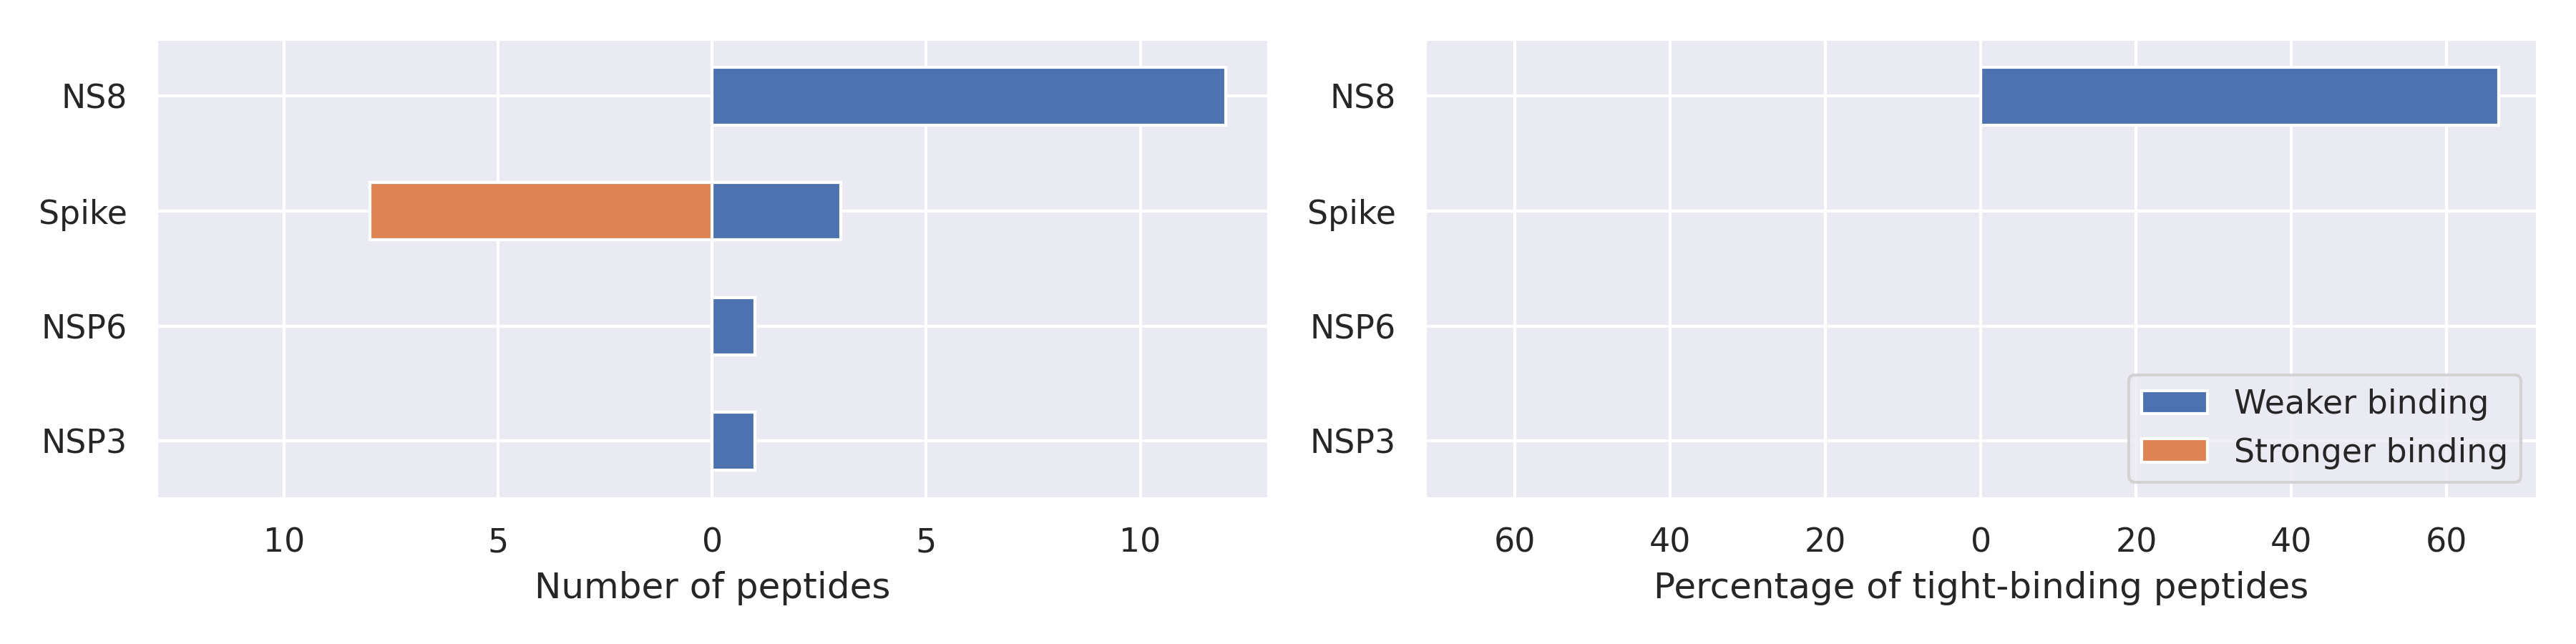 NS8
Spike
NSP6
NSP3
10 5 0 5 10
Number of peptides
NS8
Spike
NSP6
NSP3
Weaker binding
Stronger binding
60 40 20 0 20 40 60
Percentage of tight-binding peptides